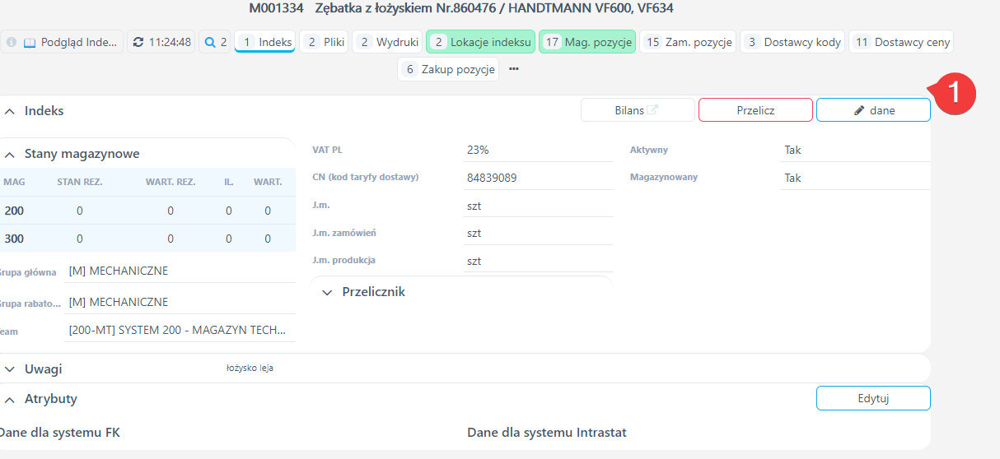 M001334 Zębatka z łożyskiem Nr.860476 / HANDTMANN VF600, VF634
Podgląd Inde... 11:24:48 2 1 Indeks 2 Pliki 2 Wydruki 2 Lokacje indeksu 17 Mag. pozycje 15 Zam. pozycje 3 Dostawcy kody 11 Dostawcy ceny
6 Zakup pozycje ...
1
Indeks Bilans Przelicz dane
Stany magazynowe
MAG STAN REZ. WART. REZ. IL. WART.
200 0 0 0 0
300 0 0 0 0
Grupa główna [M] MECHANICZNE
Grupa rabato... [M] MECHANICZNE
Team [200-MT] SYSTEM 200 - MAGAZYN TECH...
VAT PL 23%
CN (kod taryfy dostawy) 84839089
J.m. szt
J.m. zamówień szt
J.m. produkcja szt
Przelicznik
Aktywny Tak
Magazynowany Tak
Uwagi łożysko leja
Atrybuty Edytuj
Dane dla systemu FK Dane dla systemu Intrastat